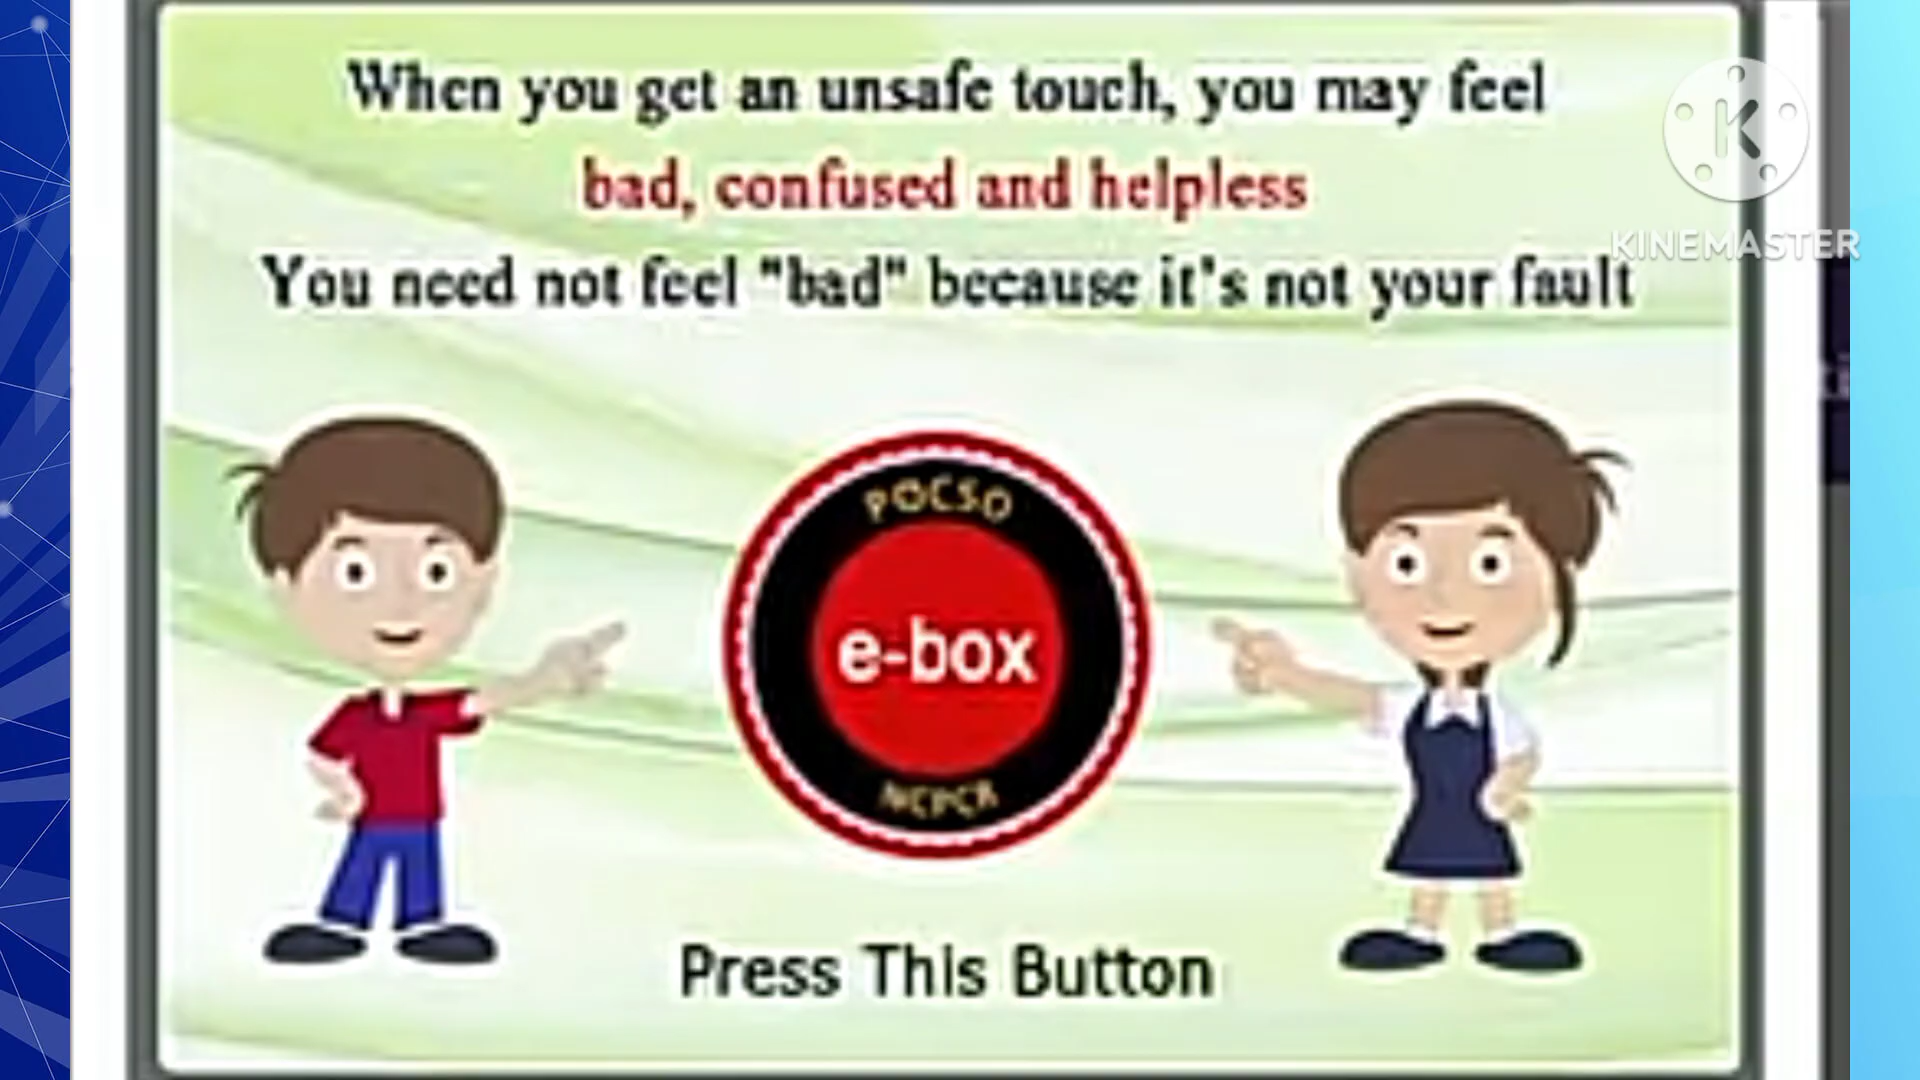 When you get an unsafe touch, you may feel
bad, confused and helpless
You need not feel "bad" because it's not your fault
KINEMASTER
POCSO
e-box
NCPCR
Press This Button